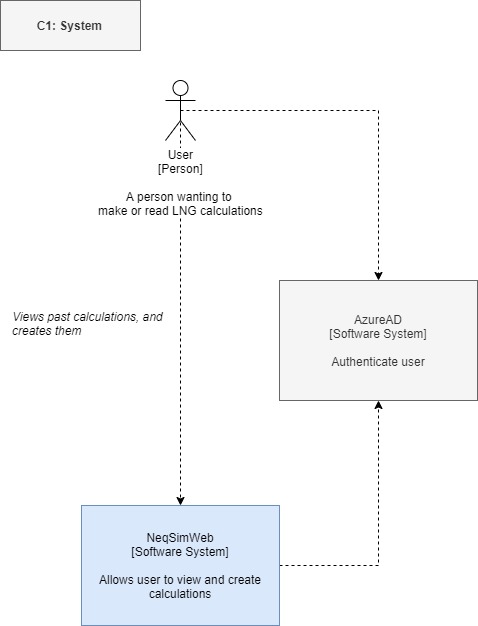 C1: System
User
[Person]
A person wanting to
make or read LNG calculations
Views past calculations, and
creates them
AzureAD
[Software System]
Authenticate user
NeqSimWeb
[Software System]
Allows user to view and create
calculations